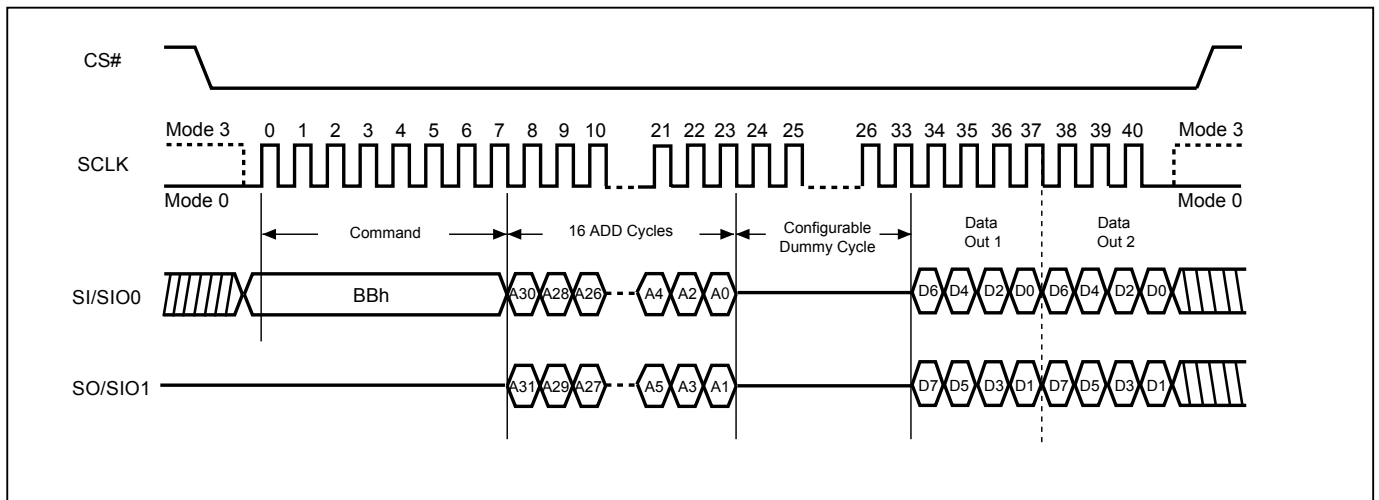 CS#
Mode 3 0 1 2 3 4 5 6 7 8 9 10 21 22 23 24 25 26 33 34 35 36 37 38 39 40 Mode 3
SCLK
Mode 0 Mode 0
Command 16 ADD Cycles Configurable Dummy Cycle Data Out 1 Data Out 2
SI/SIO0 BBh A30 A28 A26 A4 A2 A0 D6 D4 D2 D0 D6 D4 D2 D0
SO/SIO1 A31 A29 A27 A5 A3 A1 D7 D5 D3 D1 D7 D5 D3 D1